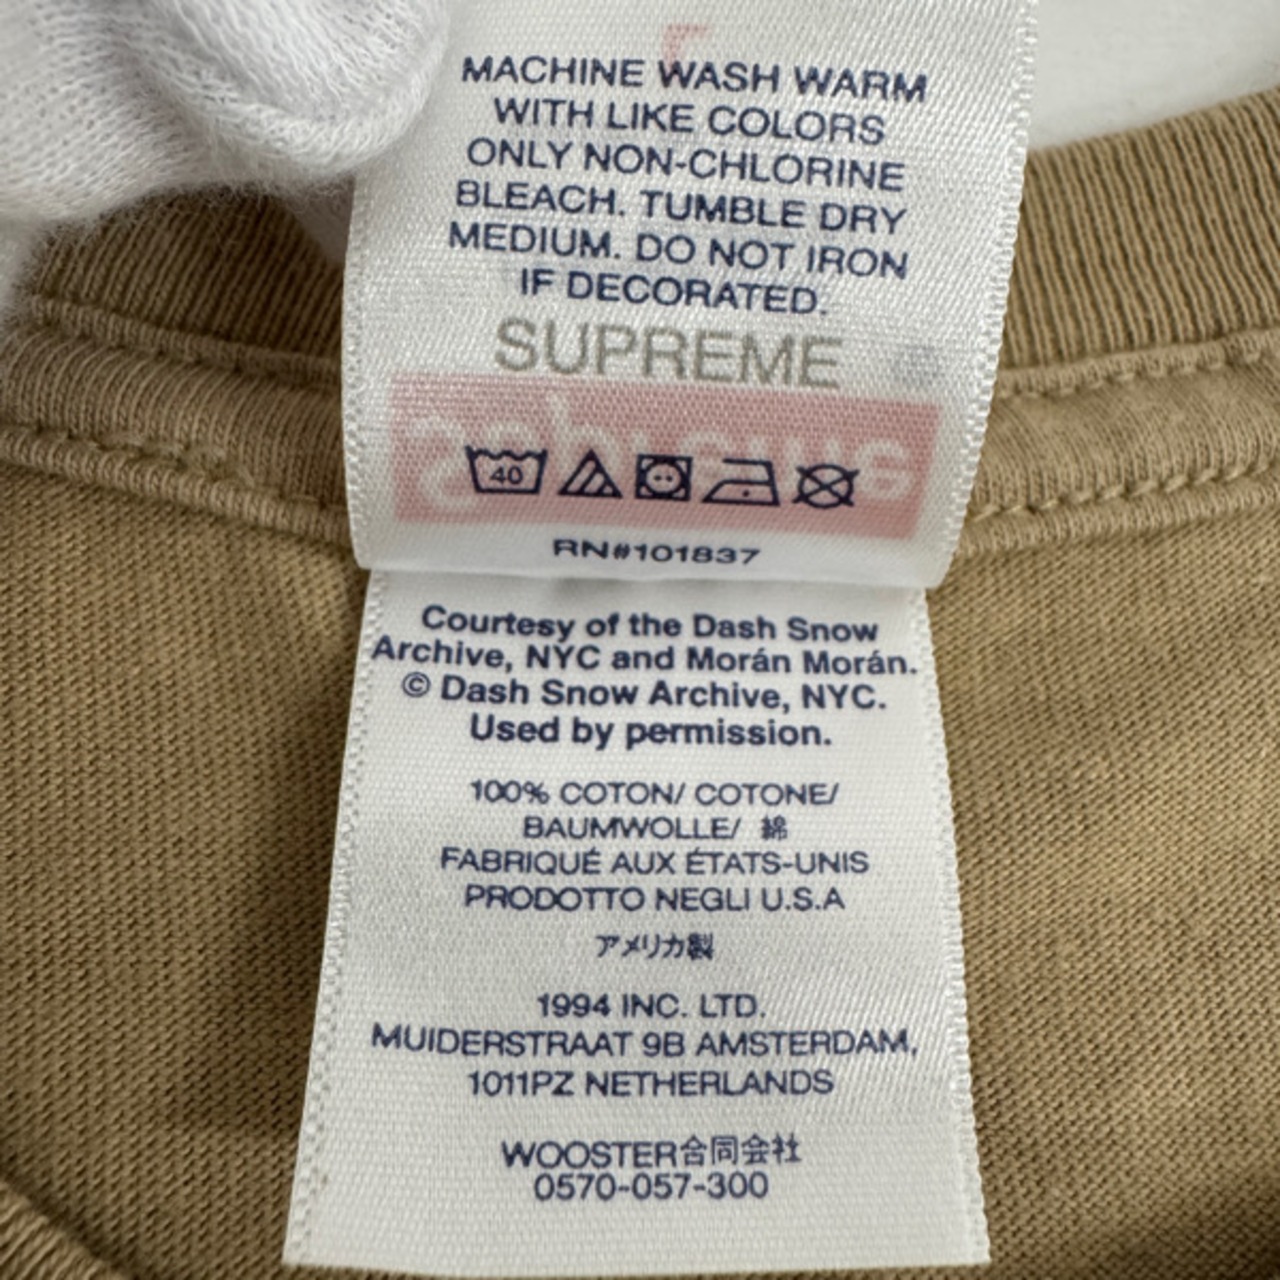 MACHINE WASH WARM
WITH LIKE COLORS
ONLY NON-CHLORINE
BLEACH. TUMBLE DRY
MEDIUM. DO NOT IRON
IF DECORATED.
SUPREME
Supreme
40
RN#101837
Courtesy of the Dash Snow
Archive, NYC and Morán Morán.
© Dash Snow Archive, NYC.
Used by permission.
100% COTON/ COTONE/
BAUMWOLLE/ 綿
FABRIQUÉ AUX ÉTATS-UNIS
PRODOTTO NEGLI U.S.A
アメリカ製
1994 INC. LTD.
MUIDERSTRAAT 9B AMSTERDAM,
1011PZ NETHERLANDS
WOOSTER合同会社
0570-057-300